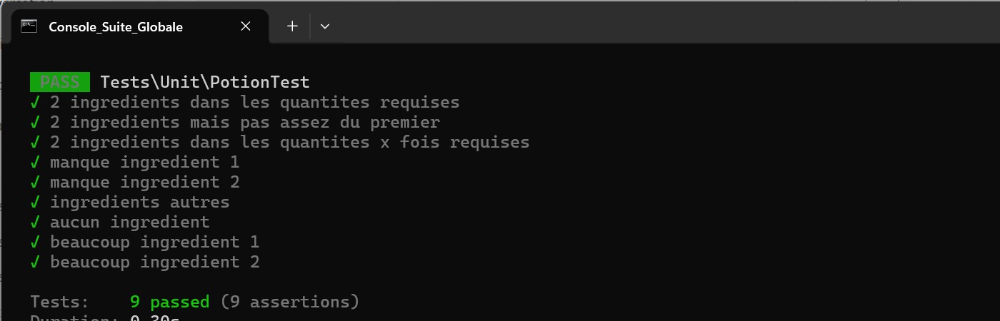 Console_Suite_Globale
PASS Tests\Unit\PotionTest
√ 2 ingredients dans les quantites requises
√ 2 ingredients mais pas assez du premier
√ 2 ingredients dans les quantites x fois requises
√ manque ingredient 1
√ manque ingredient 2
√ ingredients autres
√ aucun ingredient
√ beaucoup ingredient 1
√ beaucoup ingredient 2
Tests: 9 passed (9 assertions)
Duration: 0.30s